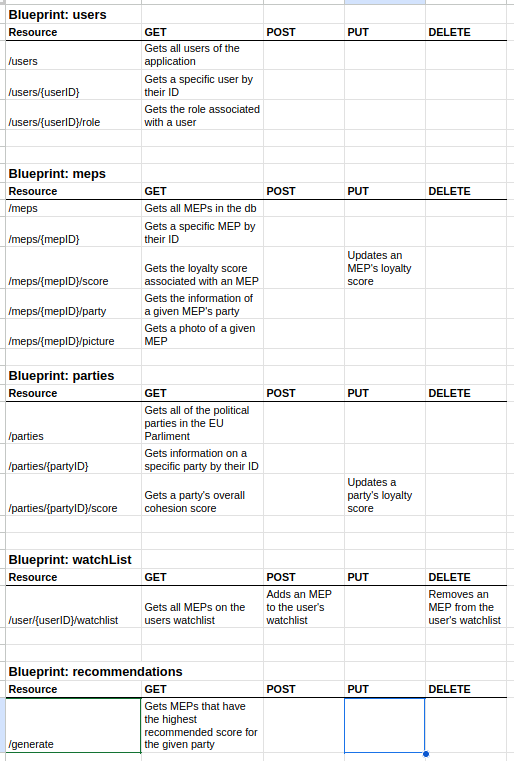 Blueprint: users
Resource GET POST PUT DELETE
/users Gets all users of the application
/users/{userID} Gets a specific user by their ID
/users/{userID}/role Gets the role associated with a user
Blueprint: meps
Resource GET POST PUT DELETE
/meps Gets all MEPs in the db
/meps/{mepID} Gets a specific MEP by their ID
/meps/{mepID}/score Gets the loyalty score associated with an MEP Updates an MEP's loyalty score
/meps/{mepID}/party Gets the information of a given MEP's party
/meps/{mepID}/picture Gets a photo of a given MEP
Blueprint: parties
Resource GET POST PUT DELETE
/parties Gets all of the political parties in the EU Parliment
/parties/{partyID} Gets information on a specific party by their ID
/parties/{partyID}/score Gets a party's overall cohesion score Updates a party's loyalty score
Blueprint: watchList
Resource GET POST PUT DELETE
/user/{userID}/watchlist Gets all MEPs on the users watchlist Adds an MEP to the user's watchlist Removes an MEP from the user's watchlist
Blueprint: recommendations
Resource GET POST PUT DELETE
/generate Gets MEPs that have the highest recommended score for the given party